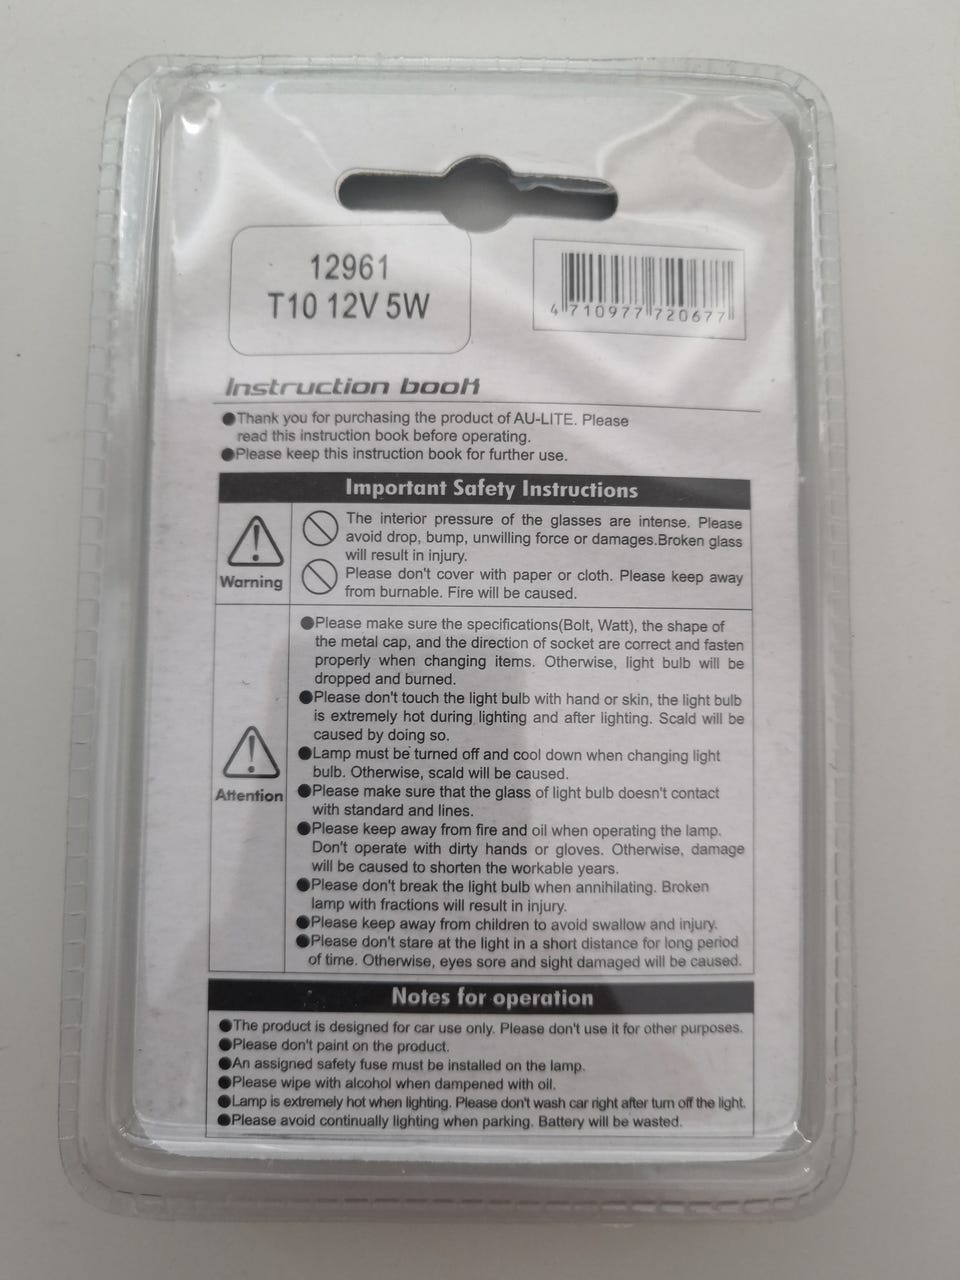 12961
T10 12V 5W
4 710977 720677
Instruction book
●Thank you for purchasing the product of AU-LITE. Please
read this instruction book before operating.
●Please keep this instruction book for further use.
Important Safety Instructions
Warning
The interior pressure of the glasses are intense. Please
avoid drop, bump, unwilling force or damages.Broken glass
will result in injury.
Please don't cover with paper or cloth. Please keep away
from burnable. Fire will be caused.
Attention
●Please make sure the specifications(Bolt, Watt), the shape of
the metal cap, and the direction of socket are correct and fasten
properly when changing items. Otherwise, light bulb will be
dropped and burned.
●Please don't touch the light bulb with hand or skin, the light bulb
is extremely hot during lighting and after lighting. Scald will be
caused by doing so.
●Lamp must be turned off and cool down when changing light
bulb. Otherwise, scald will be caused.
●Please make sure that the glass of light bulb doesn't contact
with standard and lines.
●Please keep away from fire and oil when operating the lamp.
Don't operate with dirty hands or gloves. Otherwise, damage
will be caused to shorten the workable years.
●Please don't break the light bulb when annihilating. Broken
lamp with fractions will result in injury.
●Please keep away from children to avoid swallow and injury.
●Please don't stare at the light in a short distance for long period
of time. Otherwise, eyes sore and sight damaged will be caused.
Notes for operation
●The product is designed for car use only. Please don't use it for other purposes.
●Please don't paint on the product.
●An assigned safety fuse must be installed on the lamp.
●Please wipe with alcohol when dampened with oil.
●Lamp is extremely hot when lighting. Please don't wash car right after turn off the light.
●Please avoid continually lighting when parking. Battery will be wasted.